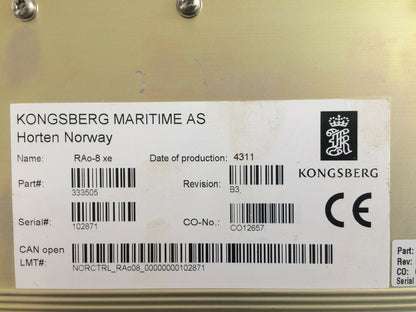 KONGSBERG MARITIME AS
Horten Norway
Name: RAo-8 xe Date of production: 4311
Part#: 333505 Revision: B3
Serial#: 102871 CO-No.: CO12657
CAN open
LMT#: NORCTRL_RAo08_00000000102871
KONGSBERG
CE
Part:
Rev:
CO:
Serial